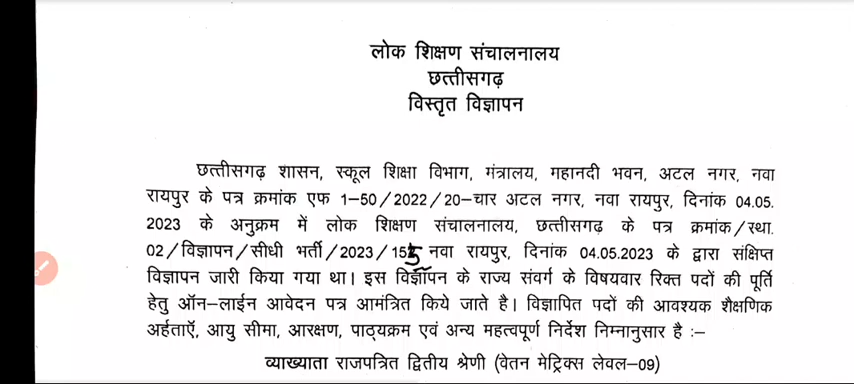 लोक शिक्षण संचालनालय
छत्तीसगढ़
विस्तृत विज्ञापन
छत्तीसगढ़ शासन, स्कूल शिक्षा विभाग, मंत्रालय, महानदी भवन, अटल नगर, नवा
रायपुर के पत्र क्रमांक एफ 1–50/2022/20–चार अटल नगर, नवा रायपुर, दिनांक 04.05.
2023 के अनुक्रम में लोक शिक्षण संचालनालय, छत्तीसगढ़ के पत्र क्रमांक/स्था.
02/विज्ञापन/सीधी भर्ती/2023/155 नवा रायपुर, दिनांक 04.05.2023 के द्वारा संक्षिप्त
विज्ञापन जारी किया गया था। इस विज्ञापन के राज्य संवर्ग के विषयवार रिक्त पदों की पूर्ति
हेतु ऑन–लाईन आवेदन पत्र आमंत्रित किये जाते है। विज्ञापित पदों की आवश्यक शैक्षणिक
अर्हताऍ, आयु सीमा, आरक्षण, पाठ्यक्रम एवं अन्य महत्वपूर्ण निर्देश निम्नानुसार है :–
व्याख्याता राजपत्रित द्वितीय श्रेणी (वेतन मेट्रिक्स लेवल–09)